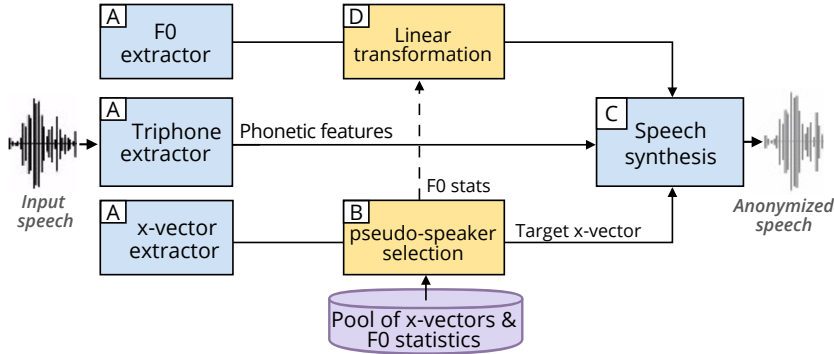 A
F0
extractor
D
Linear
transformation
A
Triphone
extractor
Phonetic features
C
Speech
synthesis
Input
speech
F0 stats
Anonymized
speech
A
x-vector
extractor
B
pseudo-speaker
selection
Target x-vector
Pool of x-vectors &
F0 statistics